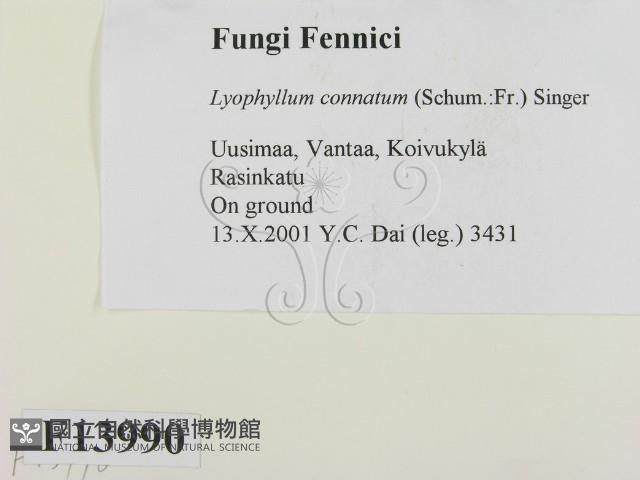 Fungi Fennici
Lyophyllum connatum (Schum.:Fr.) Singer
Uusimaa, Vantaa, Koivukylä
Rasinkatu
On ground
13.X.2001 Y.C. Dai (leg.) 3431
F13990
國立自然科學博物館
NATIONAL MUSEUM OF NATURAL SCIENCE